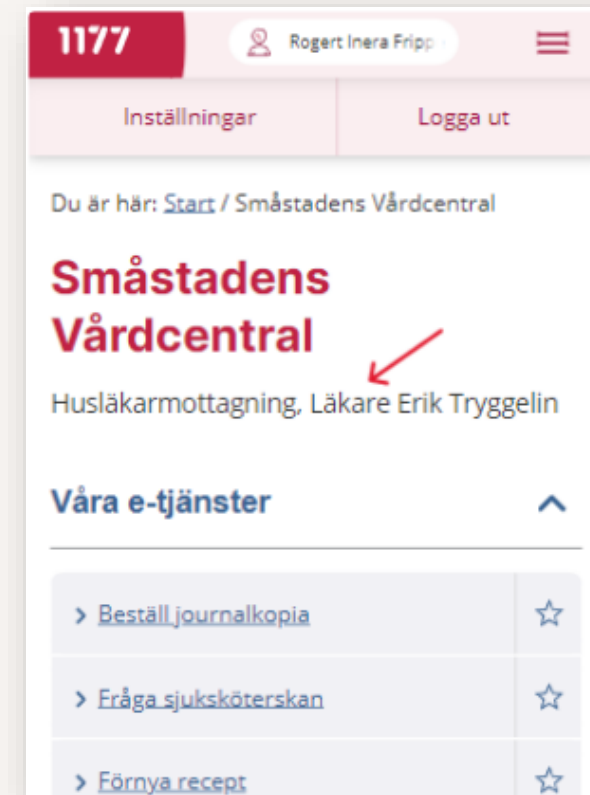 1177
Rogert Inera Fripp
Inställningar
Logga ut
Du är här: Start / Småstadens Vårdcentral
Småstadens
Vårdcentral
Husläkarmottagning, Läkare Erik Tryggelin
Våra e-tjänster
Beställ journalkopia
Fråga sjuksköterskan
Förnya recept